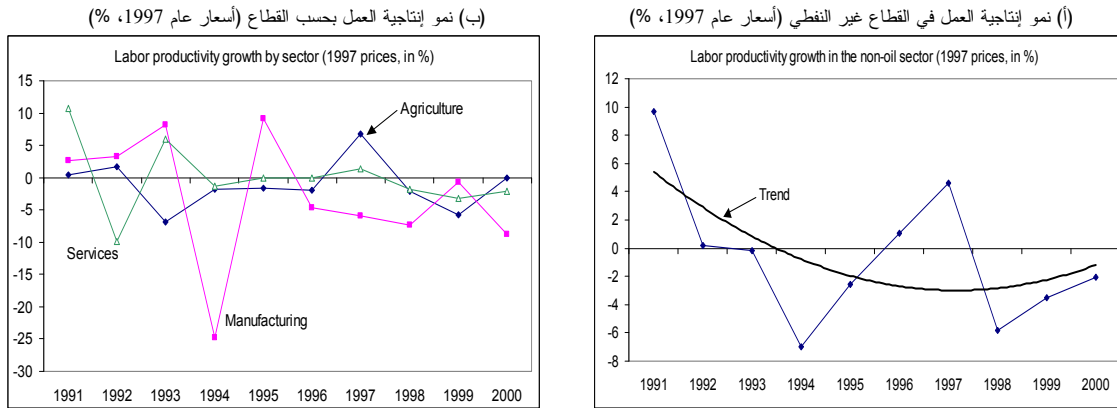 (أ) نمو إنتاجية العمل في القطاع غير النفطي (أسعار عام 1997، %)
(ب) نمو إنتاجية العمل بحسب القطاع (أسعار عام 1997، %)
Labor productivity growth by sector (1997 prices, in %)
15
10
5
0
-5
-10
-15
-20
-25
-30
Agriculture
Services
Manufacturing
1991 1992 1993 1994 1995 1996 1997 1998 1999 2000
Labor productivity growth in the non-oil sector (1997 prices, in %)
12
10
8
6
4
2
0
-2
-4
-6
-8
Trend
1991 1992 1993 1994 1995 1996 1997 1998 1999 2000